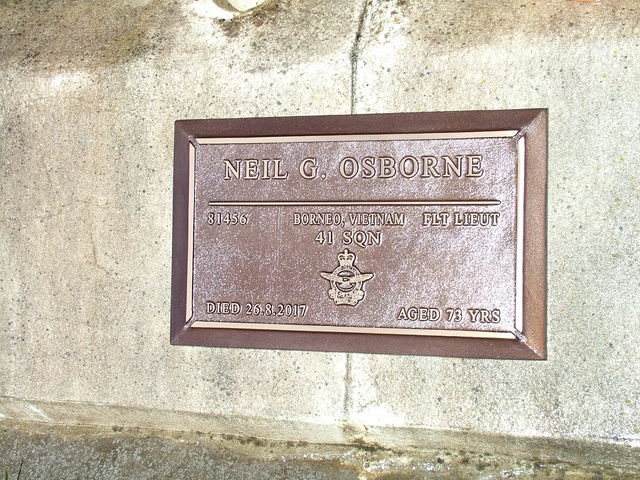 NEIL G. OSBORNE
81456 BORNEO, VIETNAM FLT LIEUT
41 SQN
DIED 26.8.2017 AGED 73 YRS